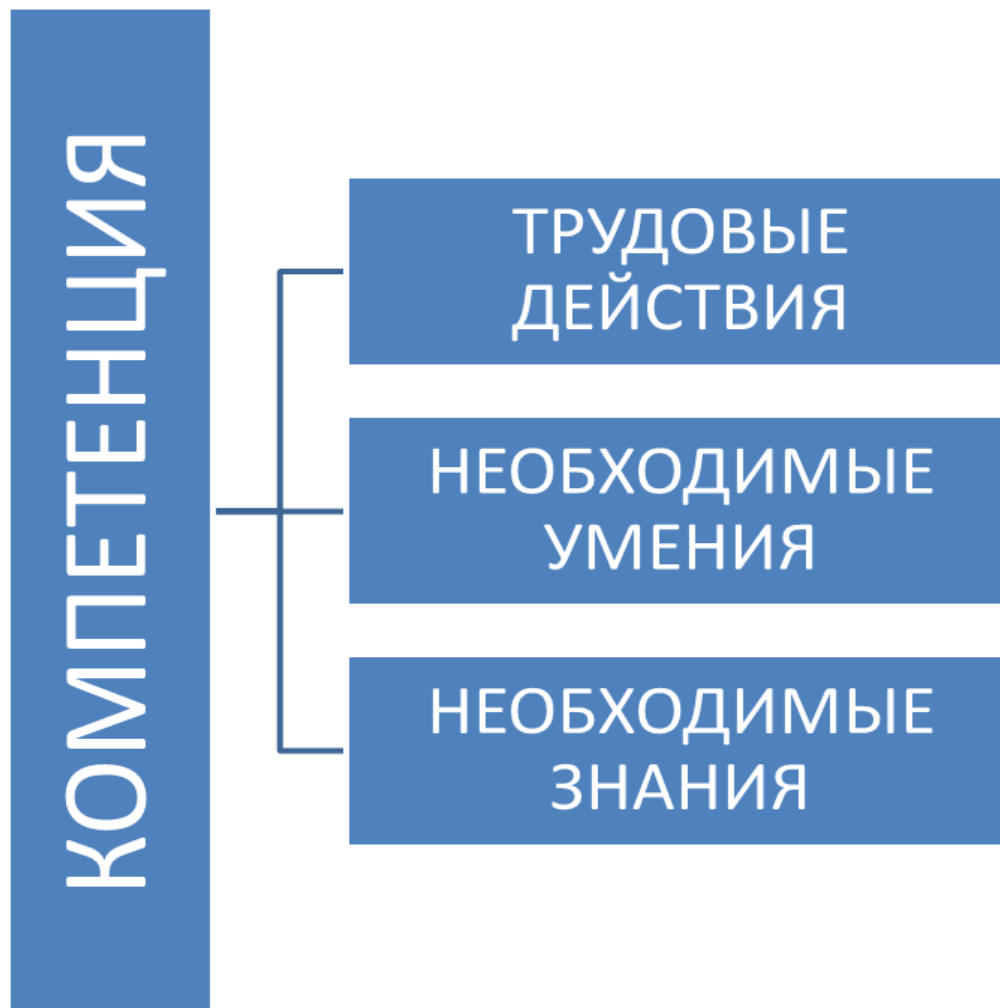 КОМПЕТЕНЦИЯ
ТРУДОВЫЕ
ДЕЙСТВИЯ
НЕОБХОДИМЫЕ
УМЕНИЯ
НЕОБХОДИМЫЕ
ЗНАНИЯ